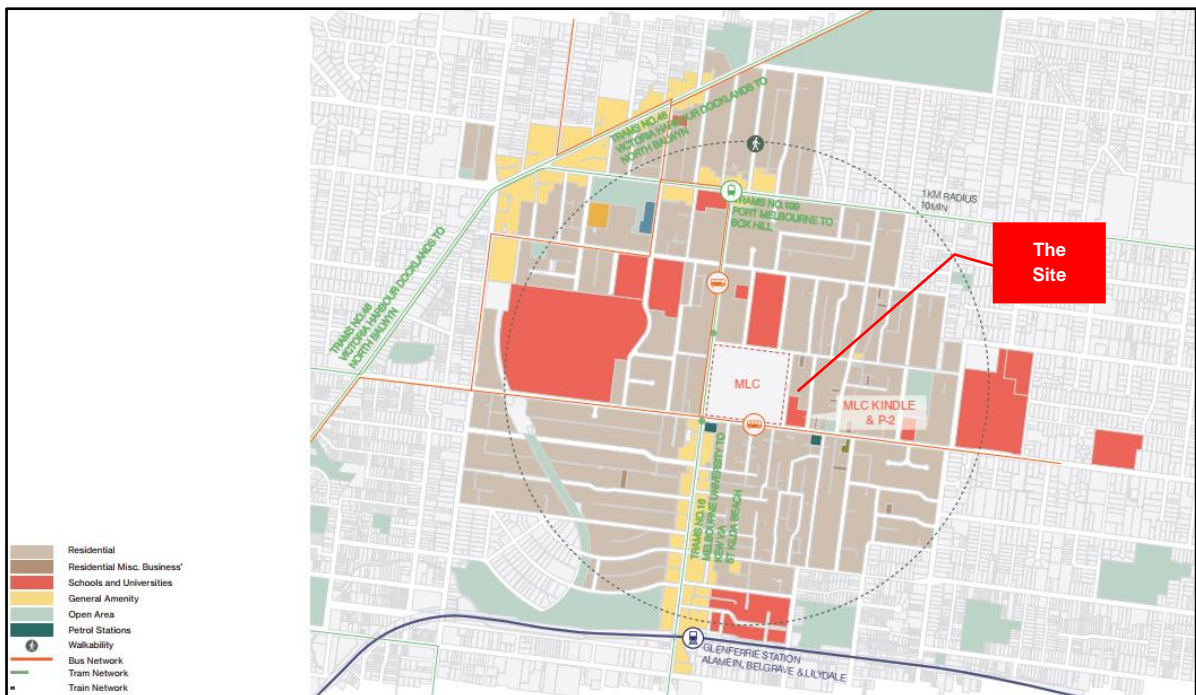 TRAMS NO.48
VICTORIA HARBOUR DOCKLANDS TO
NORTH BALWYN
1KM RADIUS
10MIN
TRAMS NO.109
PORT MELBOURNE TO
BOX HILL
The
Site
TRAMS NO.48
VICTORIA HARBOUR DOCKLANDS TO
NORTH BALWYN
MLC
MLC KINDLE
& P-2
TRAMS NO.16
MELBOURNE UNIVERSITY TO
KEW VIA
ST KILDA BEACH
GLENFERRIE STATION
ALAMEIN, BELGRAVE & LILYDALE
Residential
Residential Misc. Business'
Schools and Universities
General Amenity
Open Area
Petrol Stations
Walkability
Bus Network
Tram Network
Train Network